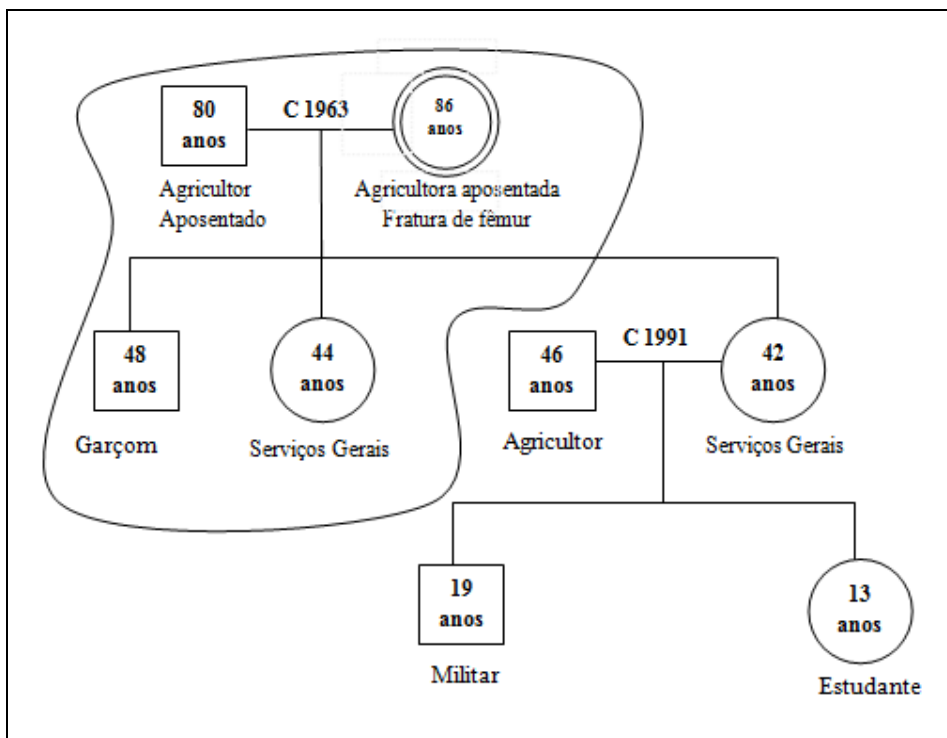 80
anos
C 1963
86
anos
Agricultor
Aposentado
Agricultora aposentada
Fratura de fêmur
48
anos
Garçom
44
anos
Serviços Gerais
46
anos
Agricultor
C 1991
42
anos
Serviços Gerais
19
anos
Militar
13
anos
Estudante